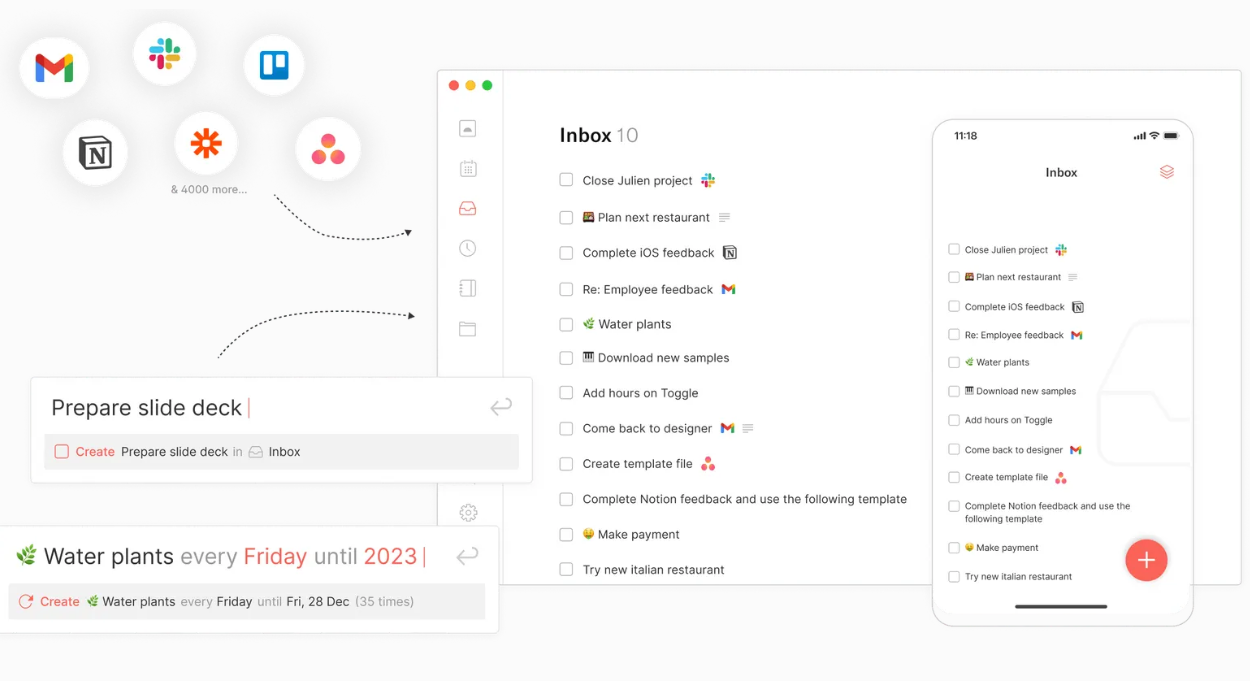 & 4000 more...
Inbox 10
Close Julien project
Plan next restaurant
Complete iOS feedback
Re: Employee feedback
Water plants
Download new samples
Add hours on Toggle
Come back to designer
Create template file
Complete Notion feedback and use the following template
Make payment
Try new italian restaurant
Prepare slide deck
Create Prepare slide deck in Inbox
🌿 Water plants every Friday until 2023
Create 🌿 Water plants every Friday until Fri, 28 Dec (35 times)
11:18
Inbox
Close Julien project
Plan next restaurant
Complete iOS feedback
Re: Employee feedback
Water plants
Download new samples
Add hours on Toggle
Come back to designer
Create template file
Complete Notion feedback and use the
following template
Make payment
Try new italian restaurant